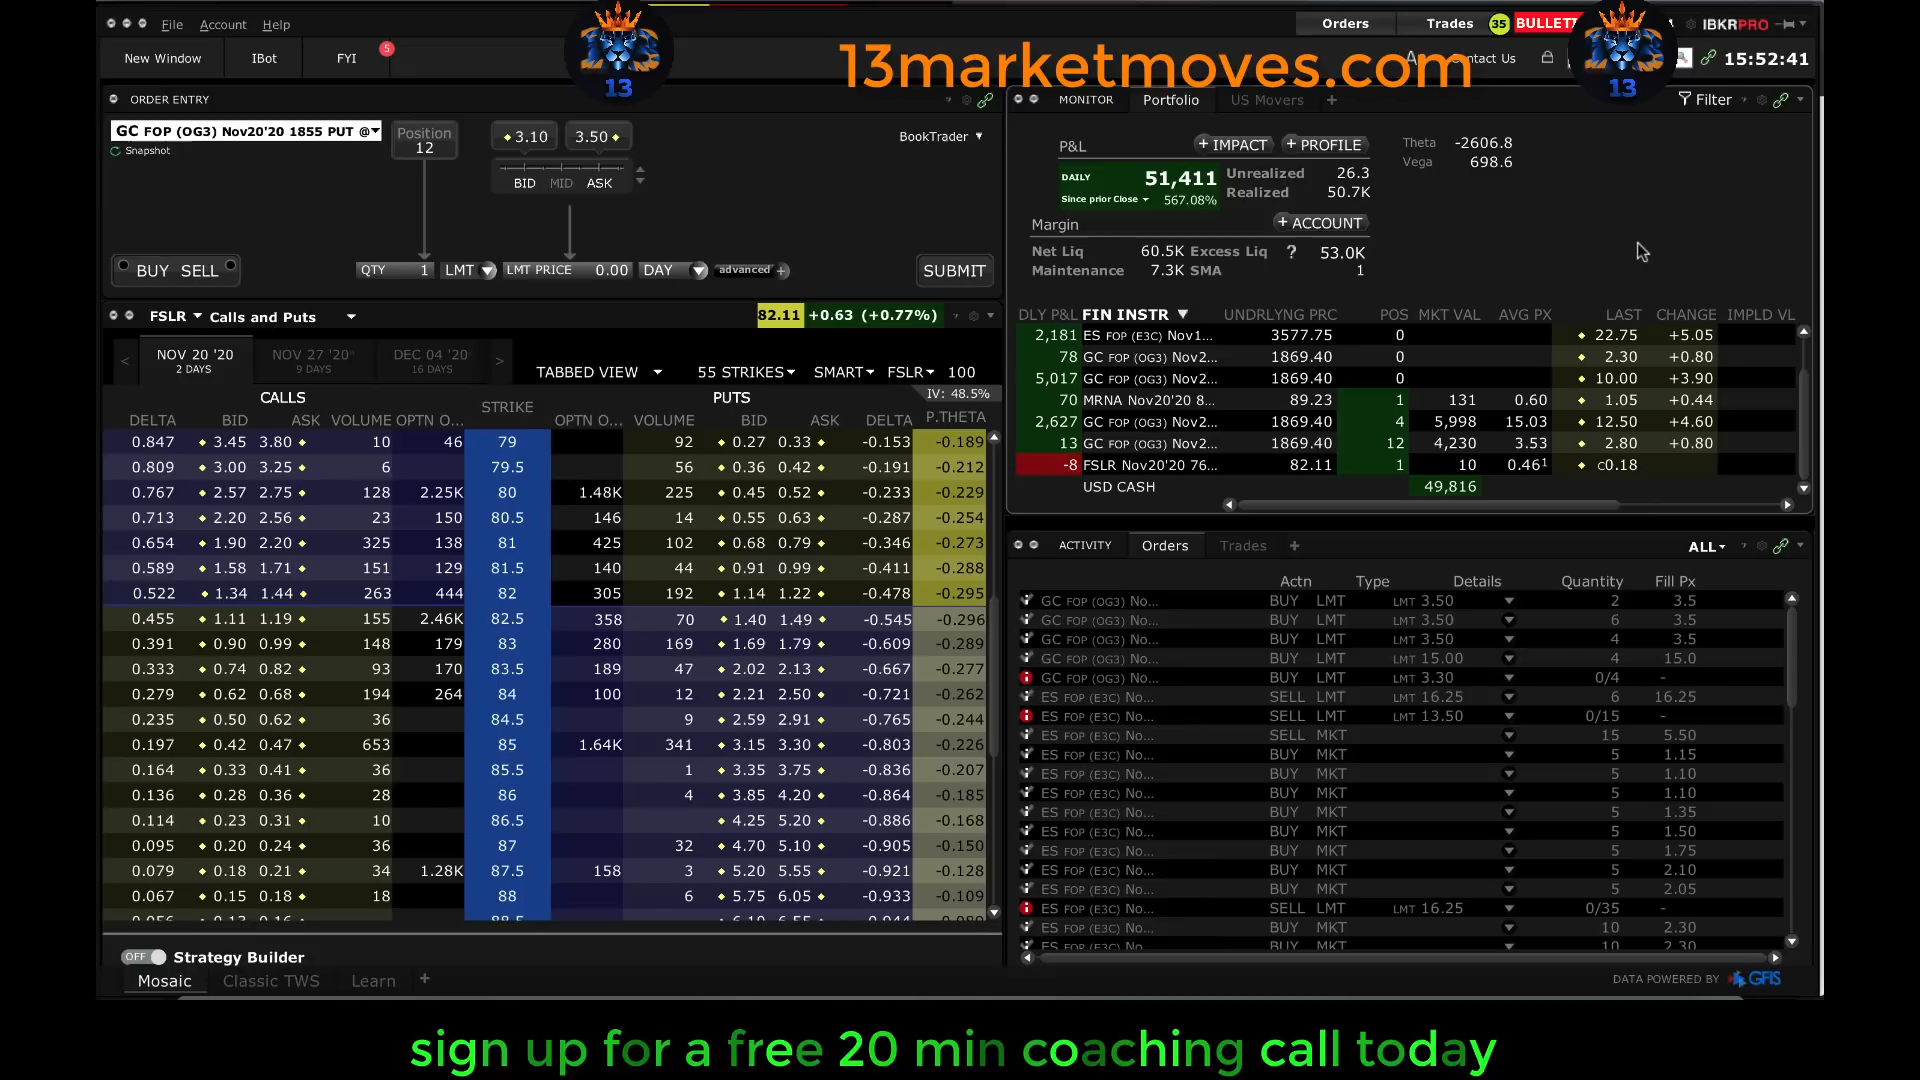 File Account Help
Orders Trades 35 BULLET IBKRPRO
New Window IBot FYI 5
13marketmoves.com
ntact Us 15:52:41
13
13
ORDER ENTRY
GC FOP (OG3) Nov20'20 1855 PUT @
Snapshot
Position
12
3.10 3.50
BID MID ASK
BookTrader
BUY SELL QTY 1 LMT LMT PRICE 0.00 DAY advanced + SUBMIT
FSLR Calls and Puts 82.11 +0.63 (+0.77%)
< NOV 20 '20 NOV 27 '20 DEC 04 '20 >
2 DAYS 9 DAYS 16 DAYS
TABBED VIEW 55 STRIKES SMART FSLR 100
IV: 48.5%
CALLS STRIKE PUTS
DELTA BID ASK VOLUME OPTN O... OPTN O... VOLUME BID ASK DELTA P.THETA
0.847 3.45 3.80 10 46 79 92 0.27 0.33 -0.153 -0.189
0.809 3.00 3.25 6 79.5 56 0.36 0.42 -0.191 -0.212
0.767 2.57 2.75 128 2.25K 80 1.48K 225 0.45 0.52 -0.233 -0.229
0.713 2.20 2.56 23 150 80.5 146 14 0.55 0.63 -0.287 -0.254
0.654 1.90 2.20 325 138 81 425 102 0.68 0.79 -0.346 -0.273
0.589 1.58 1.71 151 129 81.5 140 44 0.91 0.99 -0.411 -0.288
0.522 1.34 1.44 263 444 82 305 192 1.14 1.22 -0.478 -0.295
0.455 1.11 1.19 155 2.46K 82.5 358 70 1.40 1.49 -0.545 -0.296
0.391 0.90 0.99 148 179 83 280 169 1.69 1.79 -0.609 -0.289
0.333 0.74 0.82 93 170 83.5 189 47 2.02 2.13 -0.667 -0.277
0.279 0.62 0.68 194 264 84 100 12 2.21 2.50 -0.721 -0.262
0.235 0.50 0.62 36 84.5 9 2.59 2.91 -0.765 -0.244
0.197 0.42 0.47 653 85 1.64K 341 3.15 3.30 -0.803 -0.226
0.164 0.33 0.41 36 85.5 1 3.35 3.75 -0.836 -0.207
0.136 0.28 0.36 28 86 4 3.85 4.20 -0.864 -0.185
0.114 0.23 0.31 10 86.5 4.25 5.20 -0.886 -0.168
0.095 0.20 0.24 36 87 32 4.70 5.10 -0.905 -0.150
0.079 0.18 0.21 34 1.28K 87.5 158 3 5.20 5.55 -0.921 -0.128
0.067 0.15 0.18 18 88 6 5.75 6.05 -0.933 -0.109
OFF Strategy Builder
Mosaic Classic TWS Learn +
MONITOR Portfolio US Movers + Filter
P&L + IMPACT + PROFILE
DAILY 51,411 Unrealized 26.3
Since prior Close 567.08% Realized 50.7K
Theta -2606.8
Vega 698.6
Margin + ACCOUNT
Net Liq 60.5K Excess Liq ? 53.0K
Maintenance 7.3K SMA 1
DLY P&L FIN INSTR UNDRLYNG PRC POS MKT VAL AVG PX LAST CHANGE IMPLD VL
2,181 ES FOP (E3C) Nov1... 3577.75 0 22.75 +5.05
78 GC FOP (OG3) Nov2... 1869.40 0 2.30 +0.80
5,017 GC FOP (OG3) Nov2... 1869.40 0 10.00 +3.90
70 MRNA Nov20'20 8... 89.23 1 131 0.60 1.05 +0.44
2,627 GC FOP (OG3) Nov2... 1869.40 4 5,998 15.03 12.50 +4.60
13 GC FOP (OG3) Nov2... 1869.40 12 4,230 3.53 2.80 +0.80
-8 FSLR Nov20'20 76... 82.11 1 10 0.46¹ C0.18
USD CASH 49,816
ACTIVITY Orders Trades + ALL
Actn Type Details Quantity Fill Px
GC FOP (OG3) No... BUY LMT LMT 3.50 2 3.5
GC FOP (OG3) No... BUY LMT LMT 3.50 6 3.5
GC FOP (OG3) No... BUY LMT LMT 3.50 4 3.5
GC FOP (OG3) No... BUY LMT LMT 15.00 4 15.0
GC FOP (OG3) No... BUY LMT LMT 3.30 0/4 -
ES FOP (E3C) No... SELL LMT LMT 16.25 6 16.25
ES FOP (E3C) No... SELL LMT LMT 13.50 0/15 -
ES FOP (E3C) No... SELL MKT 15 5.50
ES FOP (E3C) No... BUY MKT 5 1.15
ES FOP (E3C) No... BUY MKT 5 1.10
ES FOP (E3C) No... BUY MKT 5 1.10
ES FOP (E3C) No... BUY MKT 5 1.35
ES FOP (E3C) No... BUY MKT 5 1.50
ES FOP (E3C) No... BUY MKT 5 1.75
ES FOP (E3C) No... BUY MKT 5 2.10
ES FOP (E3C) No... BUY MKT 5 2.05
ES FOP (E3C) No... SELL LMT LMT 16.25 0/35 -
ES FOP (E3C) No... BUY MKT 10 2.30
ES FOP (E3C) No... BUY MKT 10 2.30
DATA POWERED BY GFIS
sign up for a free 20 min coaching call today